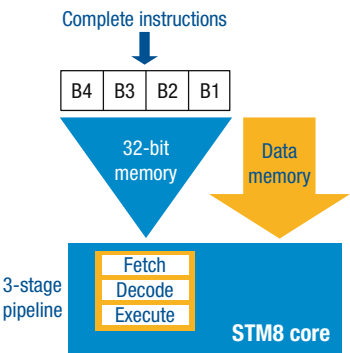 Complete instructions
B4 B3 B2 B1
32-bit
memory
Data
memory
3-stage
pipeline
Fetch
Decode
Execute
STM8 core